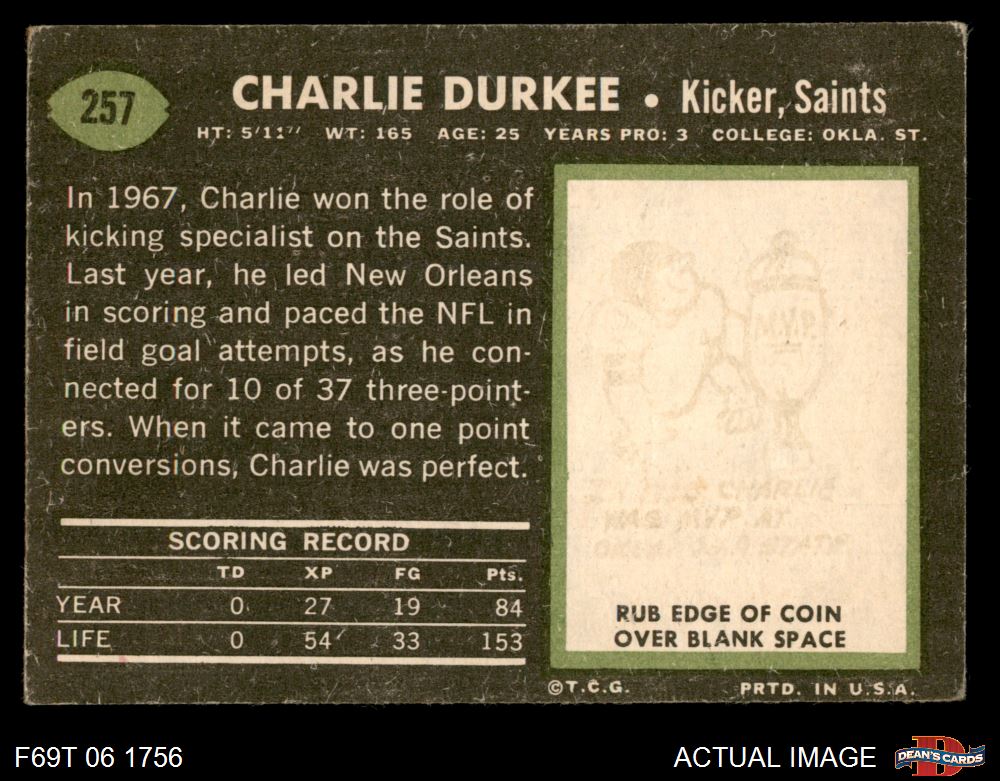 257
CHARLIE DURKEE • Kicker, Saints
HT: 5'11" WT: 165 AGE: 25 YEARS PRO: 3 COLLEGE: OKLA. ST.
In 1967, Charlie won the role of
kicking specialist on the Saints.
Last year, he led New Orleans
in scoring and paced the NFL in
field goal attempts, as he con-
nected for 10 of 37 three-point-
ers. When it came to one point
conversions, Charlie was perfect.
SCORING RECORD
TD XP FG Pts.
YEAR 0 27 19 84
LIFE 0 54 33 153
M.V.P.
CHARLIE
WAS MVP AT
STATE
RUB EDGE OF COIN
OVER BLANK SPACE
©T.C.G. PRTD. IN U.S.A.
F69T 06 1756
ACTUAL IMAGE
D
DEAN'S CARDS